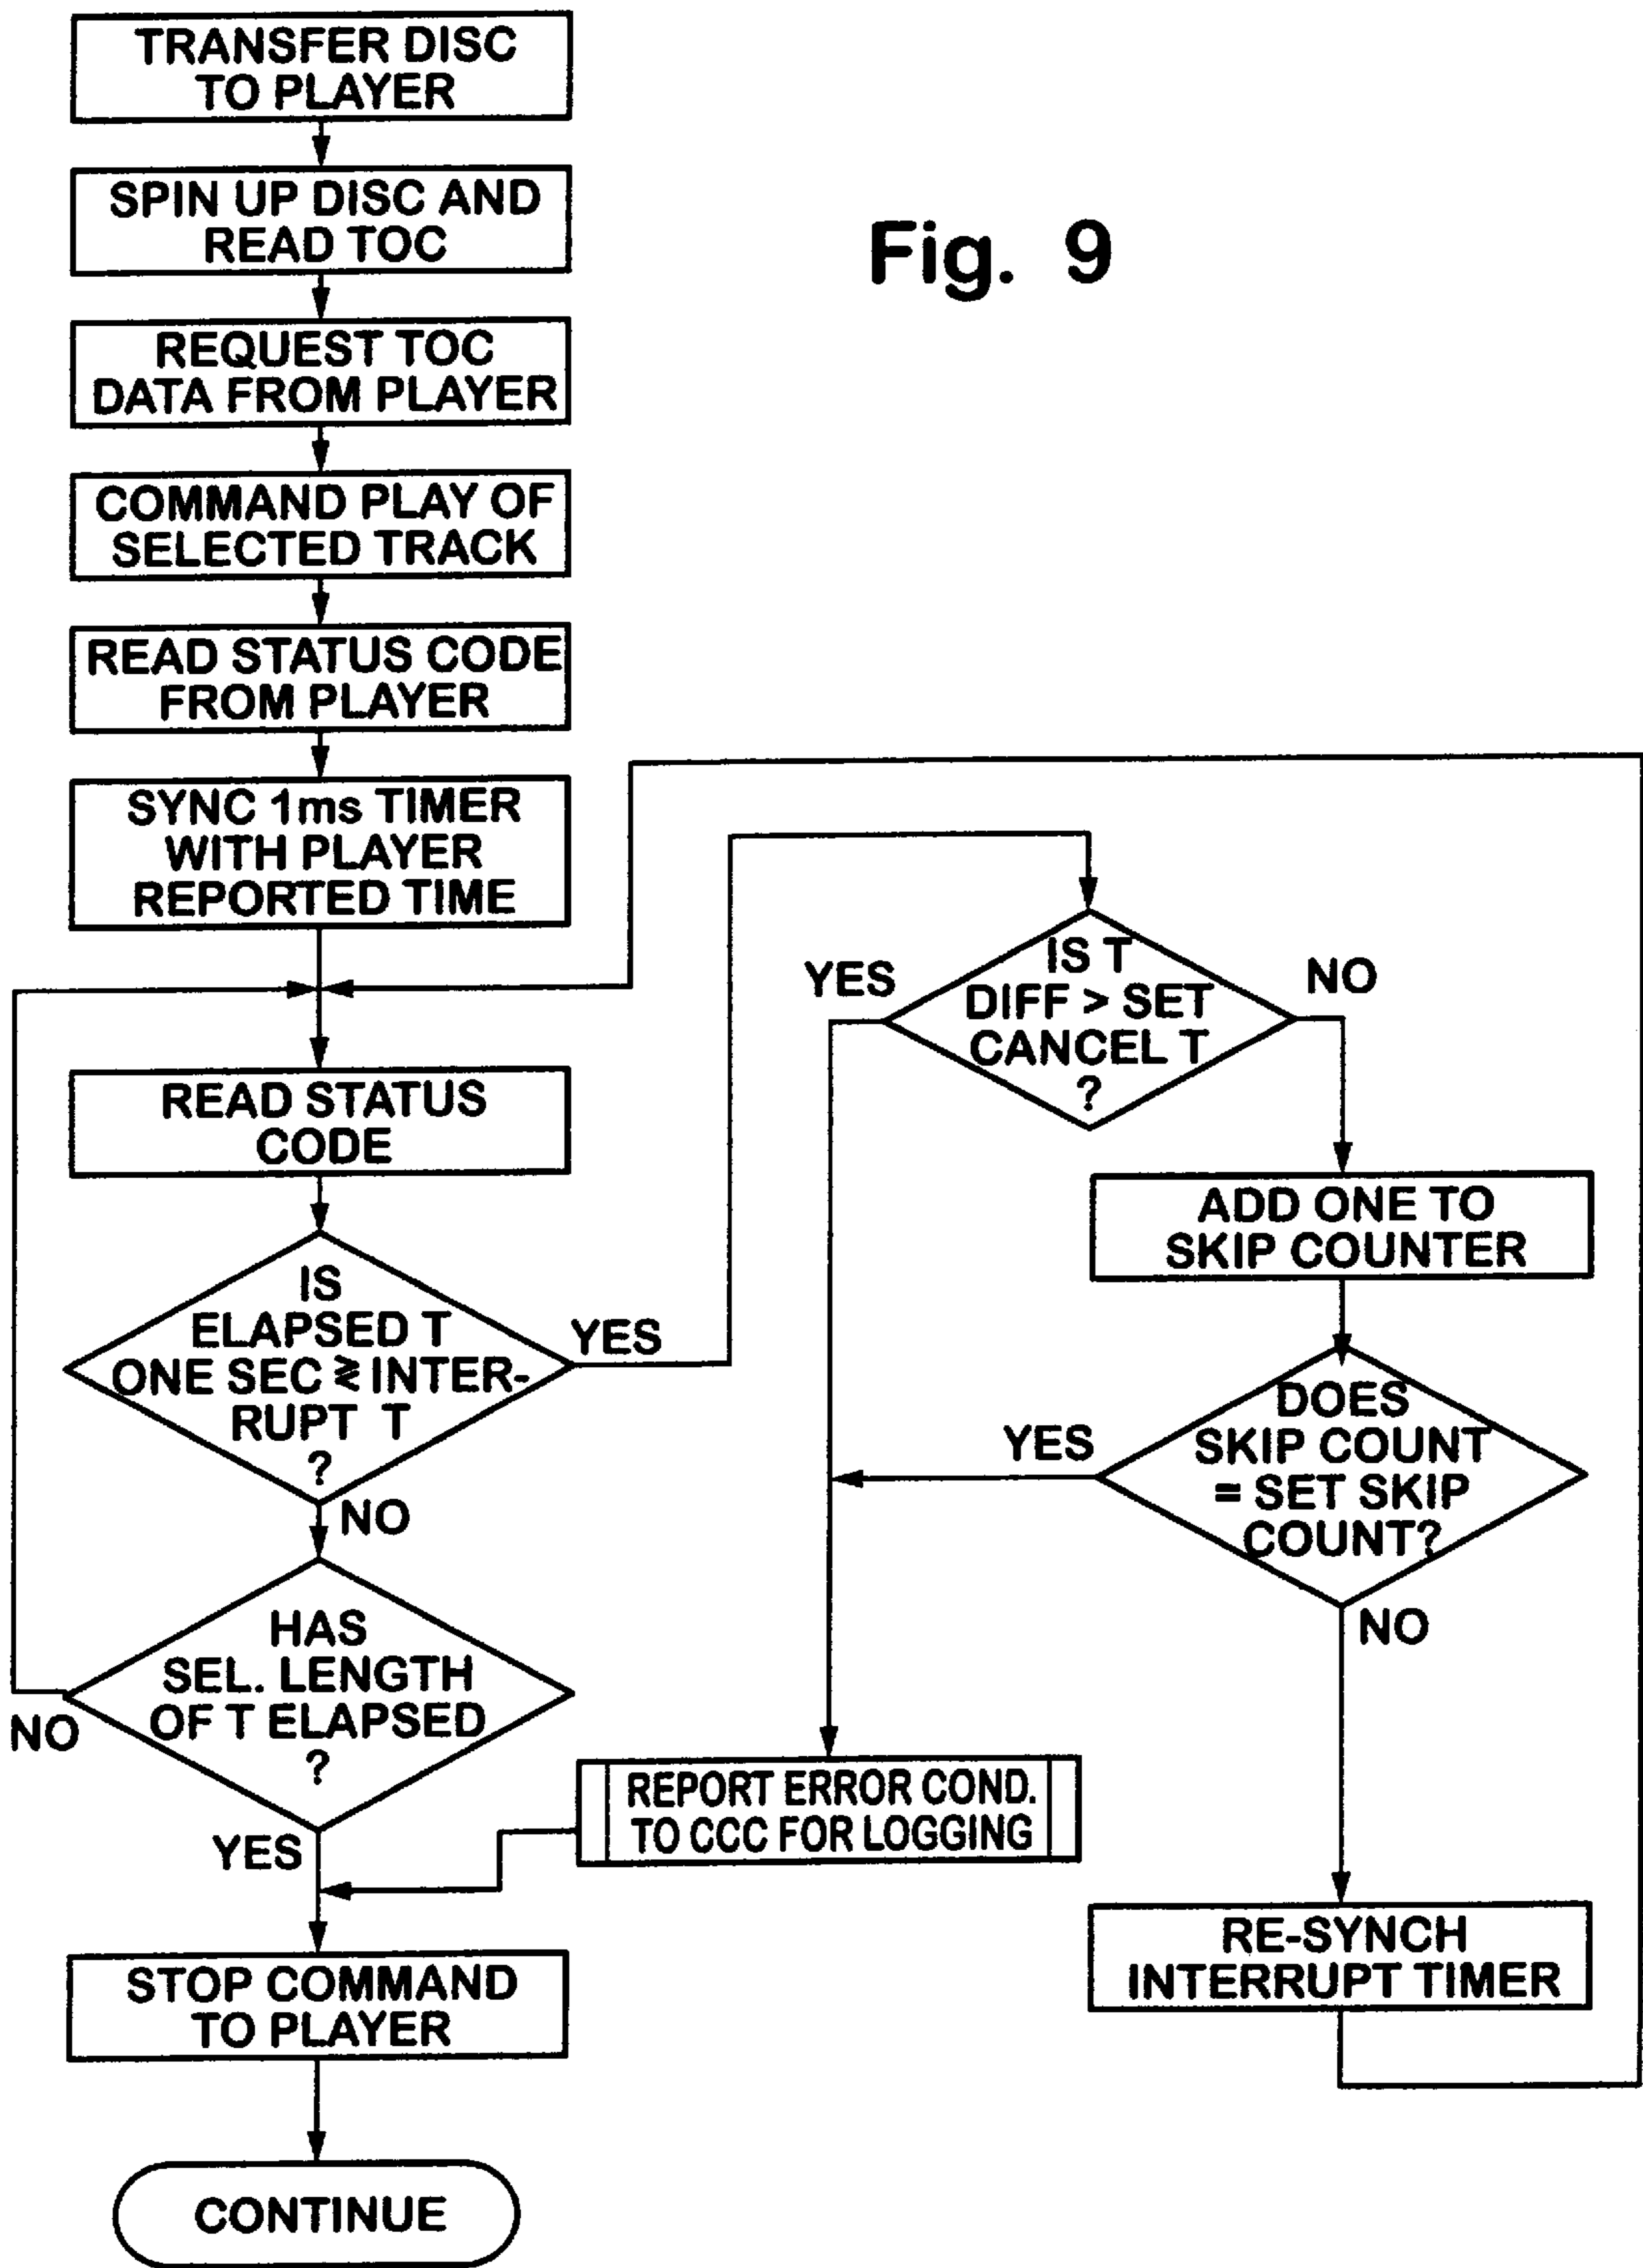 TRANSFER DISC
TO PLAYER
SPIN UP DISC AND
READ TOC
Fig. 9
REQUEST TOC
DATA FROM PLAYER
COMMAND PLAY OF
SELECTED TRACK
READ STATUS CODE
FROM PLAYER
SYNC 1ms TIMER
WITH PLAYER
REPORTED TIME
READ STATUS
CODE
IS
ELAPSED T
ONE SEC ≷ INTER-
RUPT T
?
YES
NO
HAS
SEL. LENGTH
OF T ELAPSED
?
NO
YES
IS T
DIFF > SET
CANCEL T
?
YES
NO
ADD ONE TO
SKIP COUNTER
DOES
SKIP COUNT
= SET SKIP
COUNT?
YES
NO
REPORT ERROR COND.
TO CCC FOR LOGGING
RE-SYNCH
INTERRUPT TIMER
STOP COMMAND
TO PLAYER
CONTINUE